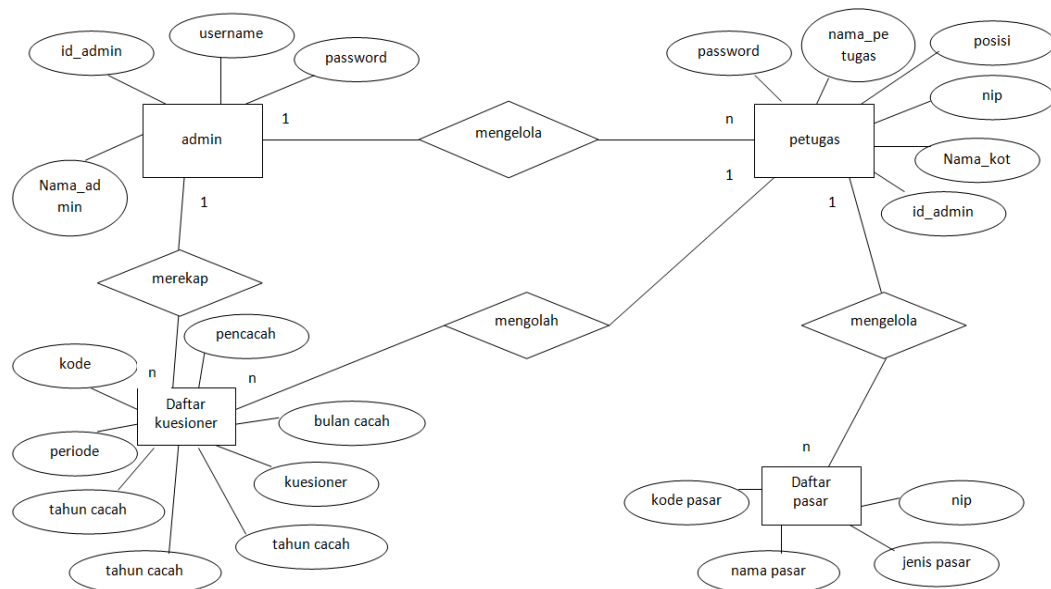 username
id_admin
password
admin
1
mengelola
n
petugas
password
nama_pe
tugas
posisi
nip
Nama_kot
id_admin
Nama_ad
min
1
1
1
merekap
mengolah
mengelola
pencacah
kode
n
n
Daftar
kuesioner
bulan cacah
periode
kuesioner
tahun cacah
tahun cacah
tahun cacah
n
Daftar
pasar
kode pasar
nip
nama pasar
jenis pasar